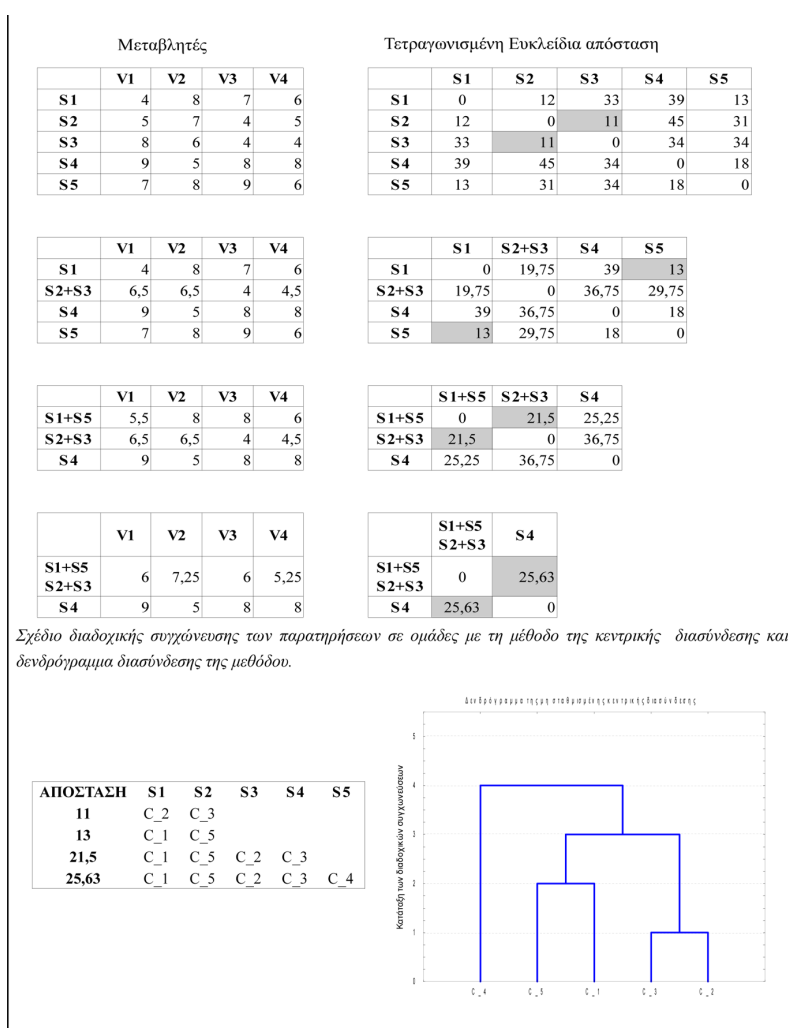 Μεταβλητές
Τετραγωνισμένη Ευκλείδια απόσταση
V1 V2 V3 V4
S1 4 8 7 6
S2 5 7 4 5
S3 8 6 4 4
S4 9 5 8 8
S5 7 8 9 6
S1 S2 S3 S4 S5
S1 0 12 33 39 13
S2 12 0 11 45 31
S3 33 11 0 34 34
S4 39 45 34 0 18
S5 13 31 34 18 0
V1 V2 V3 V4
S1 4 8 7 6
S2+S3 6,5 6,5 4 4,5
S4 9 5 8 8
S5 7 8 9 6
S1 S2+S3 S4 S5
S1 0 19,75 39 13
S2+S3 19,75 0 36,75 29,75
S4 39 36,75 0 18
S5 13 29,75 18 0
V1 V2 V3 V4
S1+S5 5,5 8 8 6
S2+S3 6,5 6,5 4 4,5
S4 9 5 8 8
S1+S5 S2+S3 S4
S1+S5 0 21,5 25,25
S2+S3 21,5 0 36,75
S4 25,25 36,75 0
V1 V2 V3 V4
S1+S5
S2+S3 6 7,25 6 5,25
S4 9 5 8 8
S1+S5
S2+S3 S4
S1+S5
S2+S3 0 25,63
S4 25,63 0
Σχέδιο διαδοχικής συγχώνευσης των παρατηρήσεων σε ομάδες με τη μέθοδο της κεντρικής διασύνδεσης και
δενδρόγραμμα διασύνδεσης της μεθόδου.
ΑΠΟΣΤΑΣΗ S1 S2 S3 S4 S5
11 C_2 C_3
13 C_1 C_5
21,5 C_1 C_5 C_2 C_3
25,63 C_1 C_5 C_2 C_3 C_4
Δενδρόγραμμα της μη σταθμισμένης κεντρικής διασύνδεσης
Κατάταξη των διαδοχικών συγχωνεύσεων
5
4
3
2
1
0
C_4 C_5 C_1 C_3 C_2